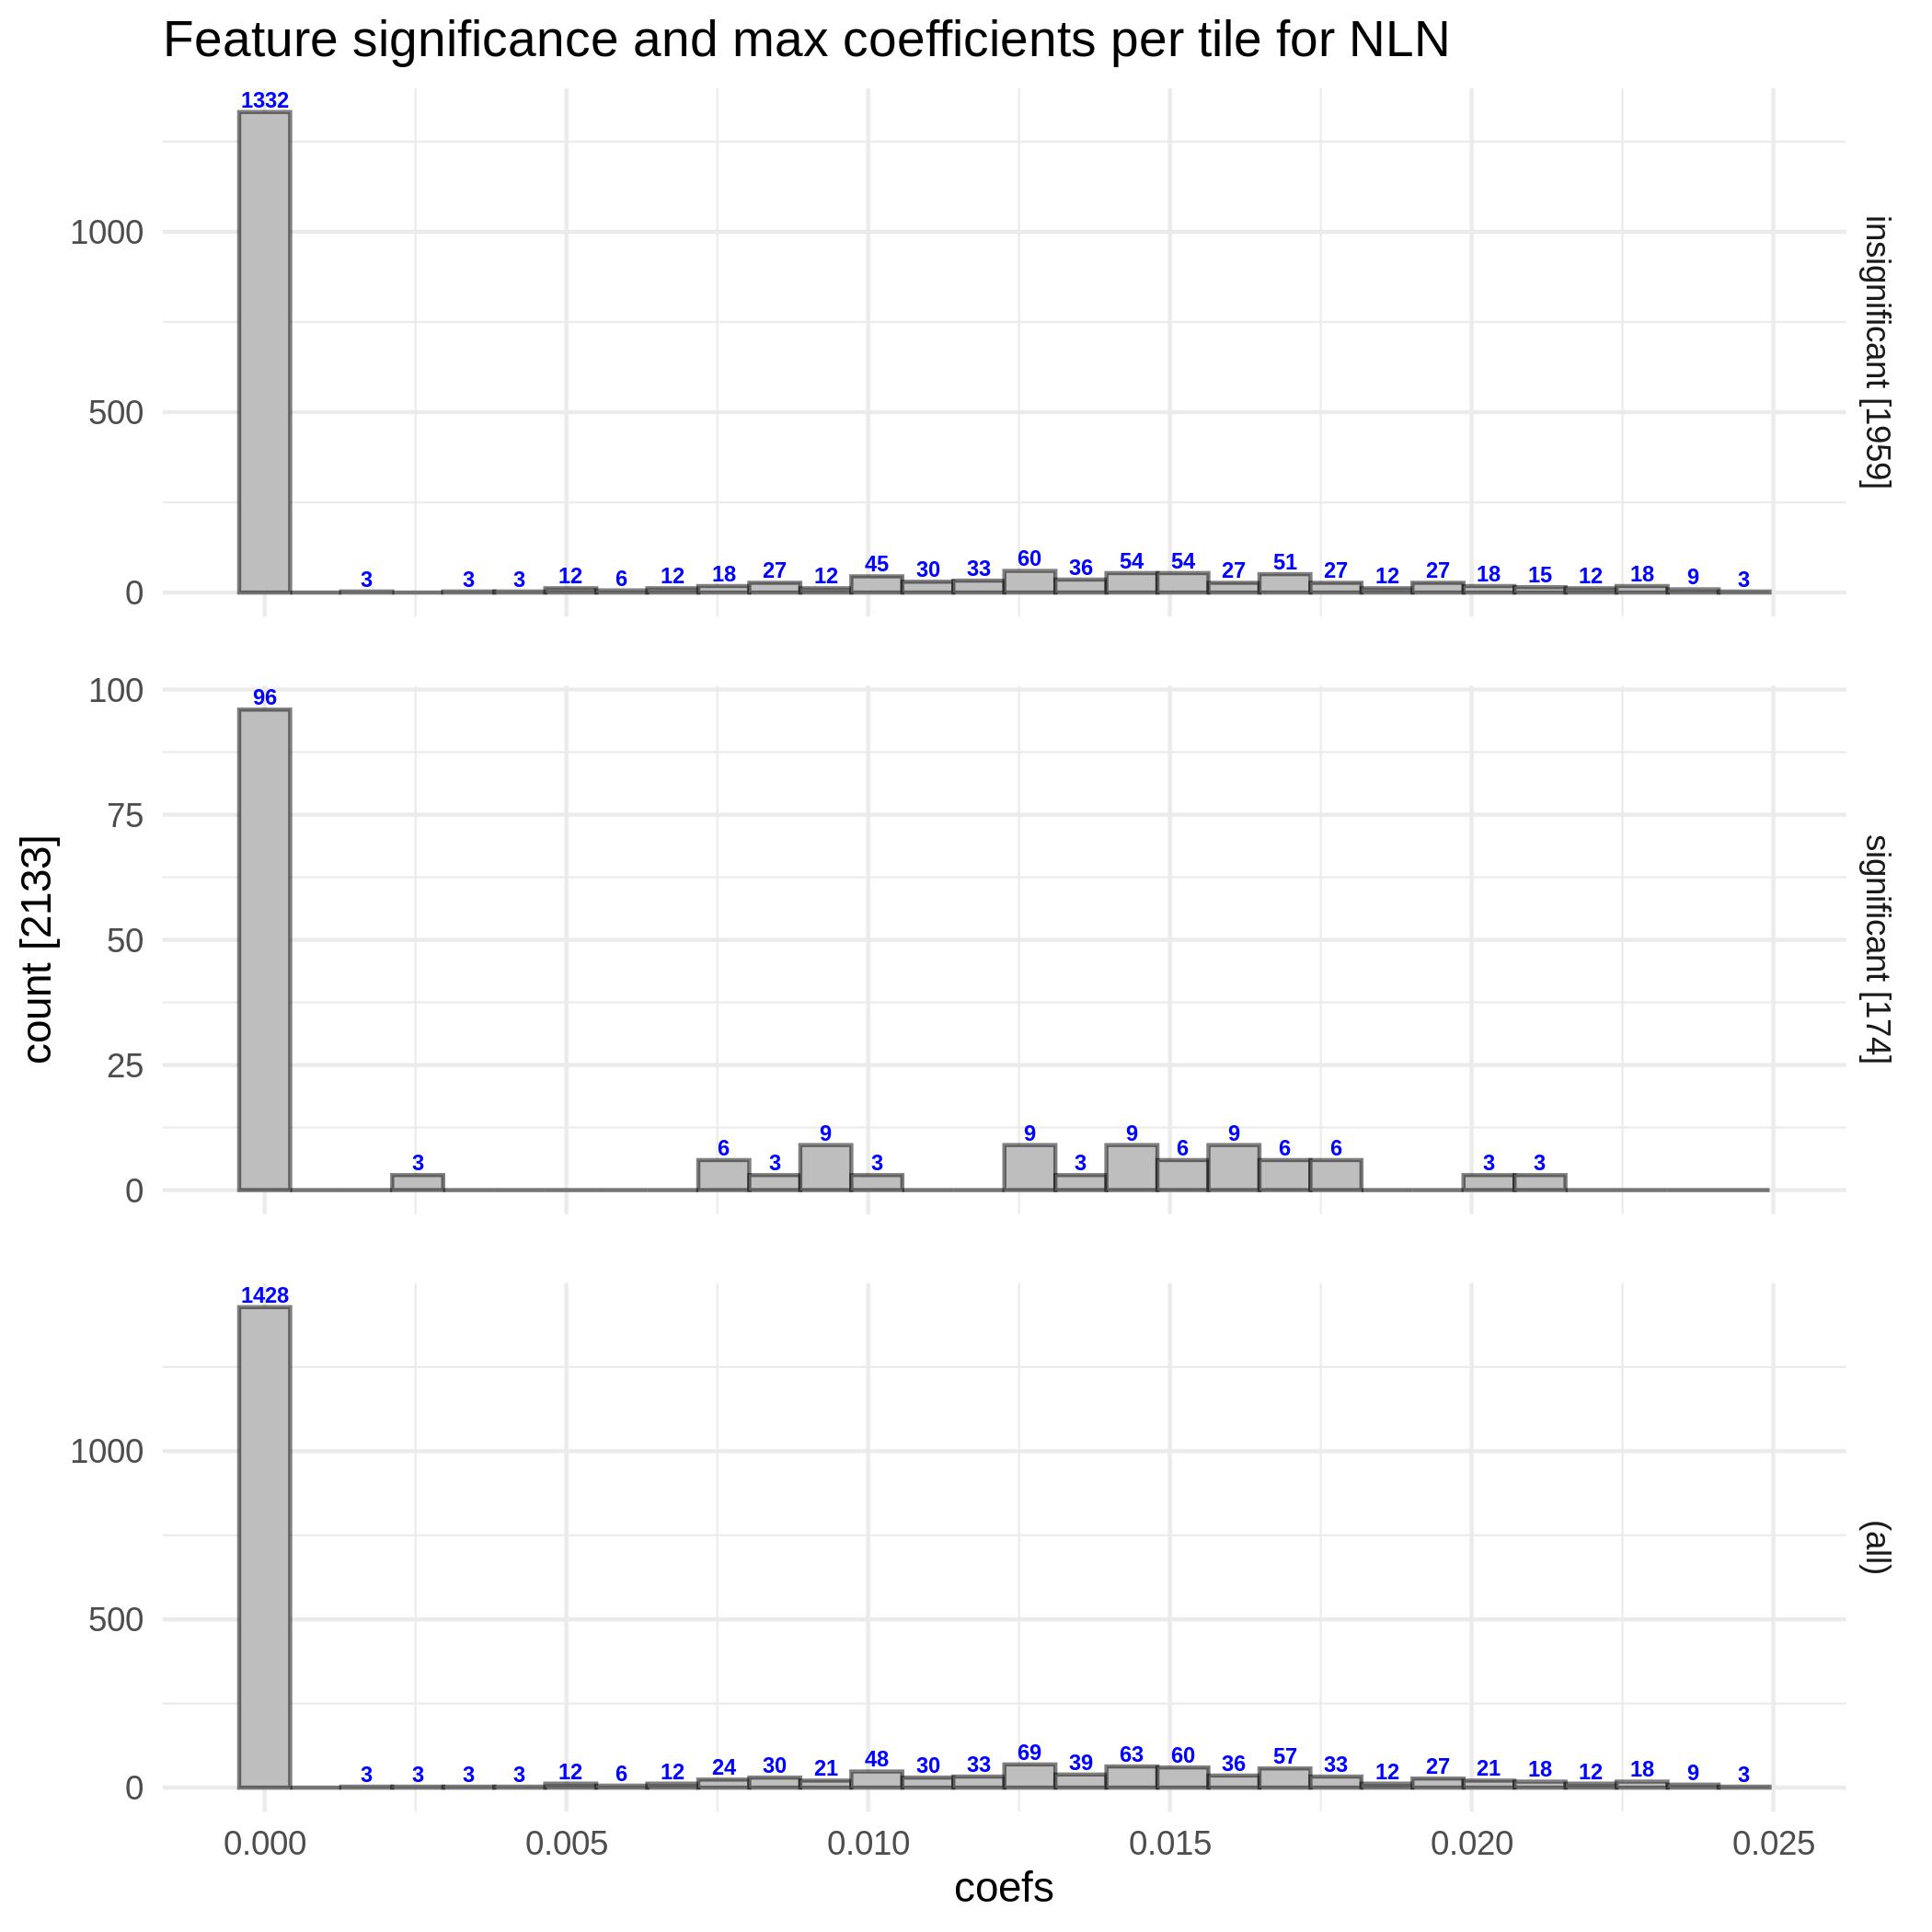 Feature significance and max coefficients per tile for NLN
count [2133]
1332
1000
500
0
3 3 3 12 6 12 18 27 12 45 30 33 60 36 54 54 27 51 27 12 27 18 15 12 18 9 3
insignificant [1959]
100
75
50
25
0
96
3 6 3 9 3 9 3 9 6 9 6 6 3 3
significant [174]
1428
1000
500
0
3 3 3 3 12 6 12 24 30 21 48 30 33 69 39 63 60 36 57 33 12 27 21 18 12 18 9 3
(all)
0.000 0.005 0.010 0.015 0.020 0.025
coefs